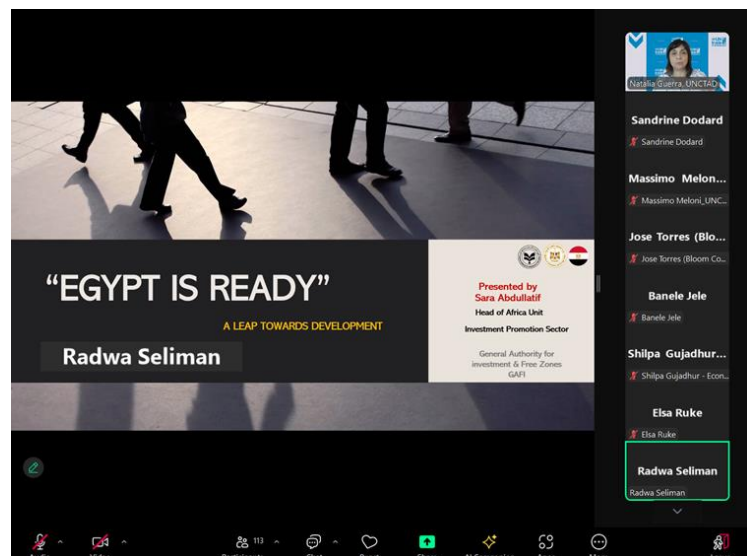 “EGYPT IS READY”
A LEAP TOWARDS DEVELOPMENT
Radwa Seliman
Presented by
Sara Abdullatif
Head of Africa Unit
Investment Promotion Sector
General Authority for
investment & Free Zones
GAFI
Natalia Guerra, UNCTAD
Sandrine Dodard
Sandrine Dodard
Massimo Melon...
Massimo Meloni_UNC...
Jose Torres (Blo...
Jose Torres (Bloom Co...
Banele Jele
Banele Jele
Shilpa Gujadhur...
Shilpa Gujadhur - Econ...
Elsa Ruke
Elsa Ruke
Radwa Seliman
Radwa Seliman
113